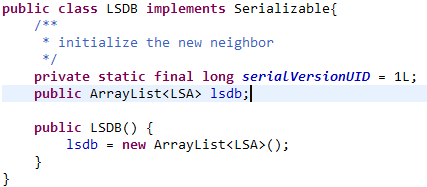 public class LSDB implements Serializable{
    /**
     * initialize the new neighbor
     */
    private static final long serialVersionUID = 1L;
    public ArrayList<LSA> lsdb;

    public LSDB() {
        lsdb = new ArrayList<LSA>();
    }
}